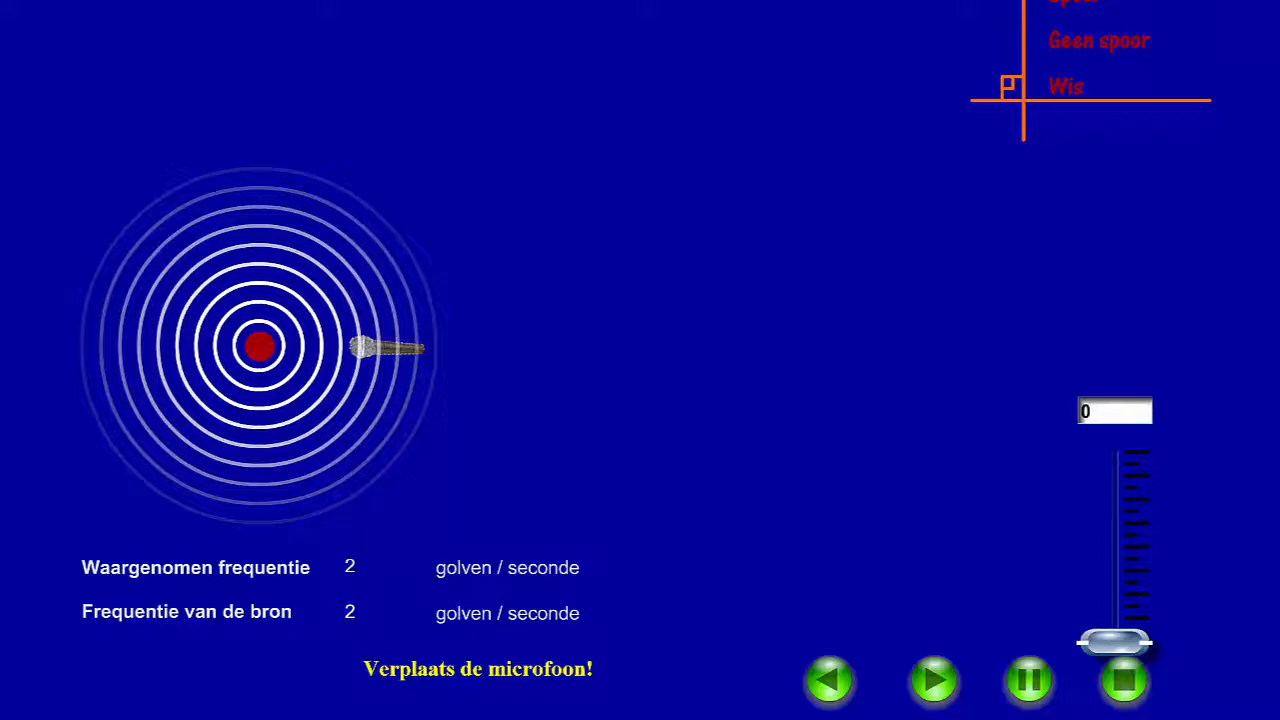 Geen spoor
Wis
0
Waargenomen frequentie 2 golven / seconde
Frequentie van de bron 2 golven / seconde
Verplaats de microfoon!